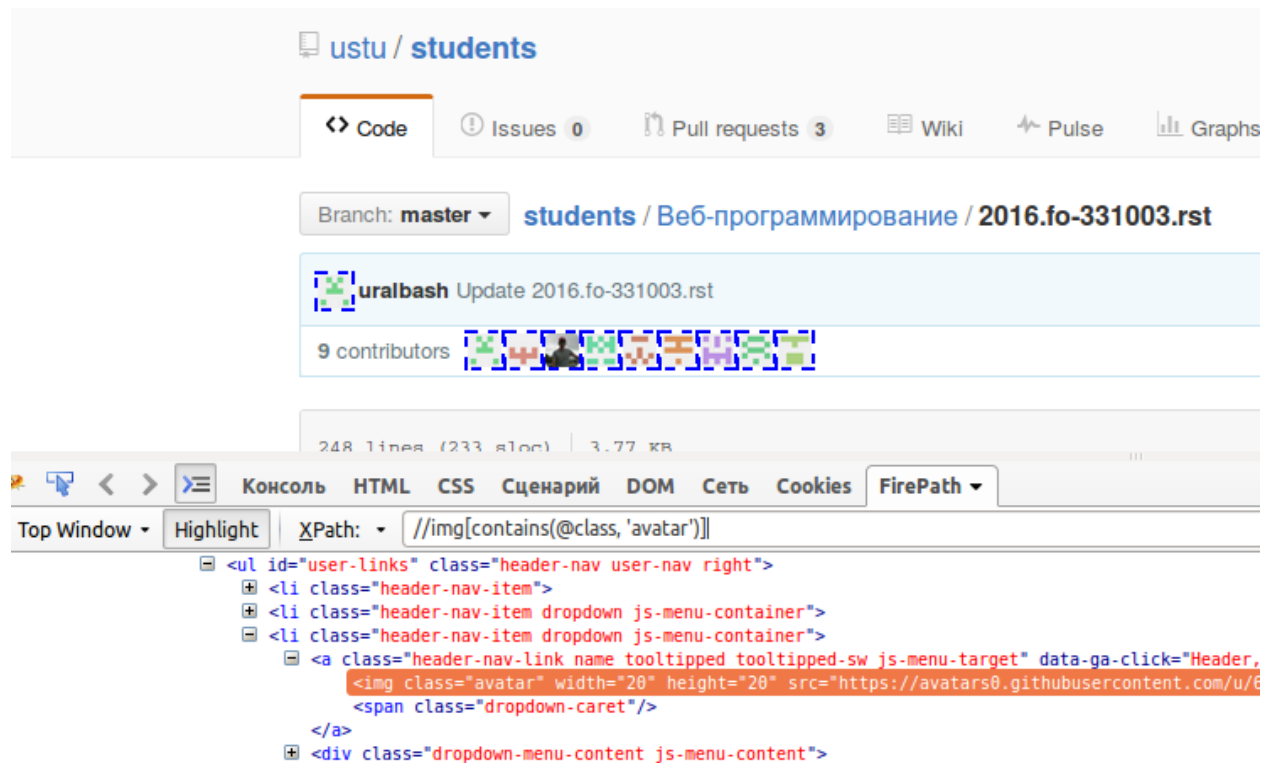 ustu / students
Code Issues 0 Pull requests 3 Wiki Pulse Graphs
Branch: master students / Веб-программирование / 2016.fo-331003.rst
uralbash Update 2016.fo-331003.rst
9 contributors
248 lines (233 sloc) 3.77 KB
Консоль HTML CSS Сценарий DOM Сеть Cookies FirePath
Top Window Highlight XPath: //img[contains(@class, 'avatar')]
<ul id="user-links" class="header-nav user-nav right">
<li class="header-nav-item">
<li class="header-nav-item dropdown js-menu-container">
<li class="header-nav-item dropdown js-menu-container">
<a class="header-nav-link name tooltipped tooltipped-sw js-menu-target" data-ga-click="Header,
<img class="avatar" width="20" height="20" src="https://avatars0.githubusercontent.com/u/6
<span class="dropdown-caret"/>
</a>
<div class="dropdown-menu-content js-menu-content">